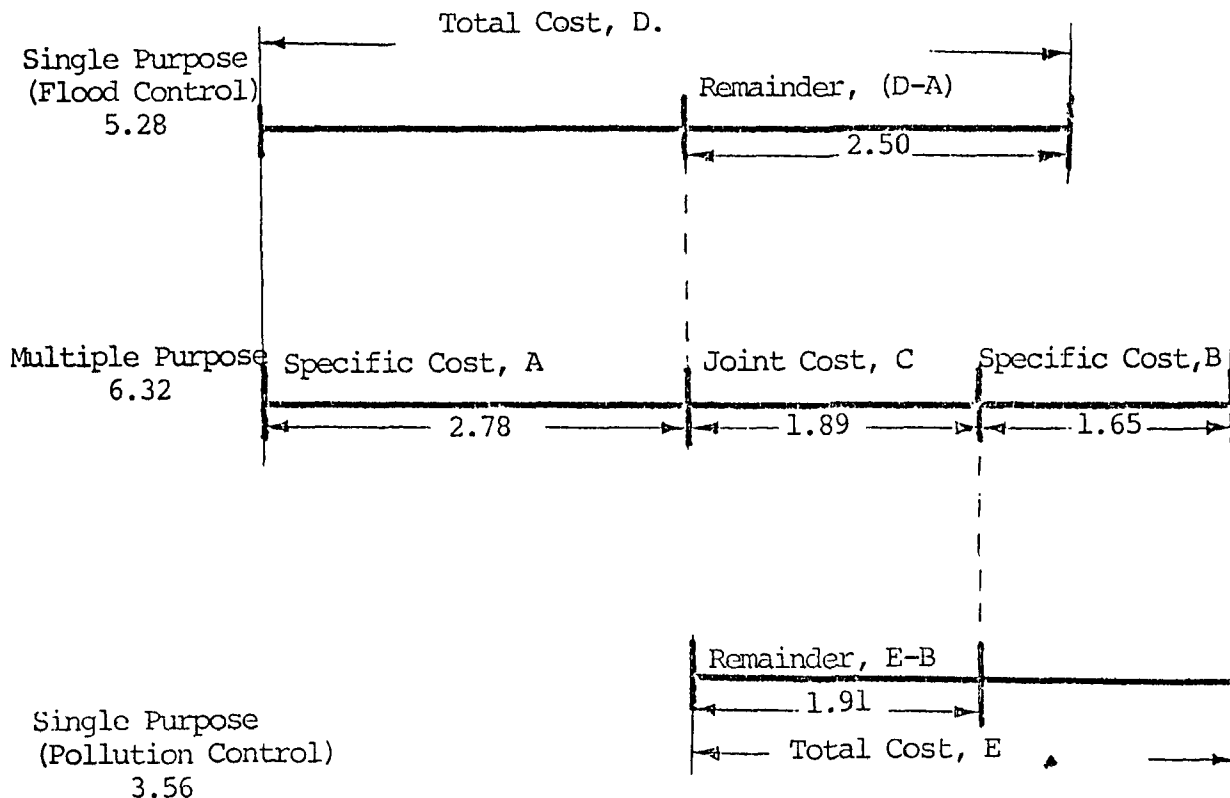 Total Cost, D.
Single Purpose
(Flood Control)
5.28
Remainder, (D-A)
2.50
Multiple Purpose
6.32
Specific Cost, A
Joint Cost, C
Specific Cost,B
2.78
1.89
1.65
Remainder, E-B
1.91
Total Cost, E
Single Purpose
(Pollution Control)
3.56